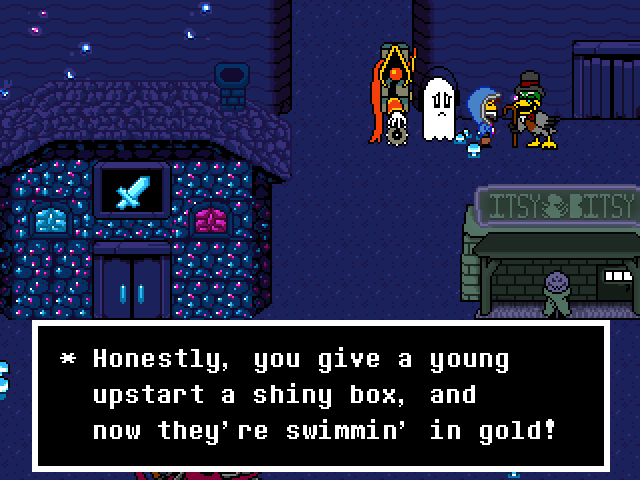 ITSY BITSY
* Honestly, you give a young
upstart a shiny box, and
now they're swimmin' in gold!